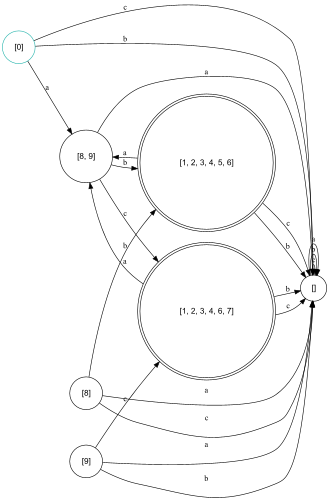 c
[0]
b
a
a
[8, 9]
a
b
[1, 2, 3, 4, 5, 6]
c
c
b
b
a
a
[]
b
[1, 2, 3, 4, 6, 7]
c
[8]
a
c
c
a
[9]
b